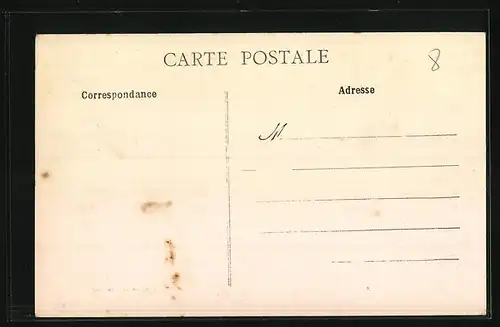 CARTE POSTALE
8
Correspondance
Adresse
M